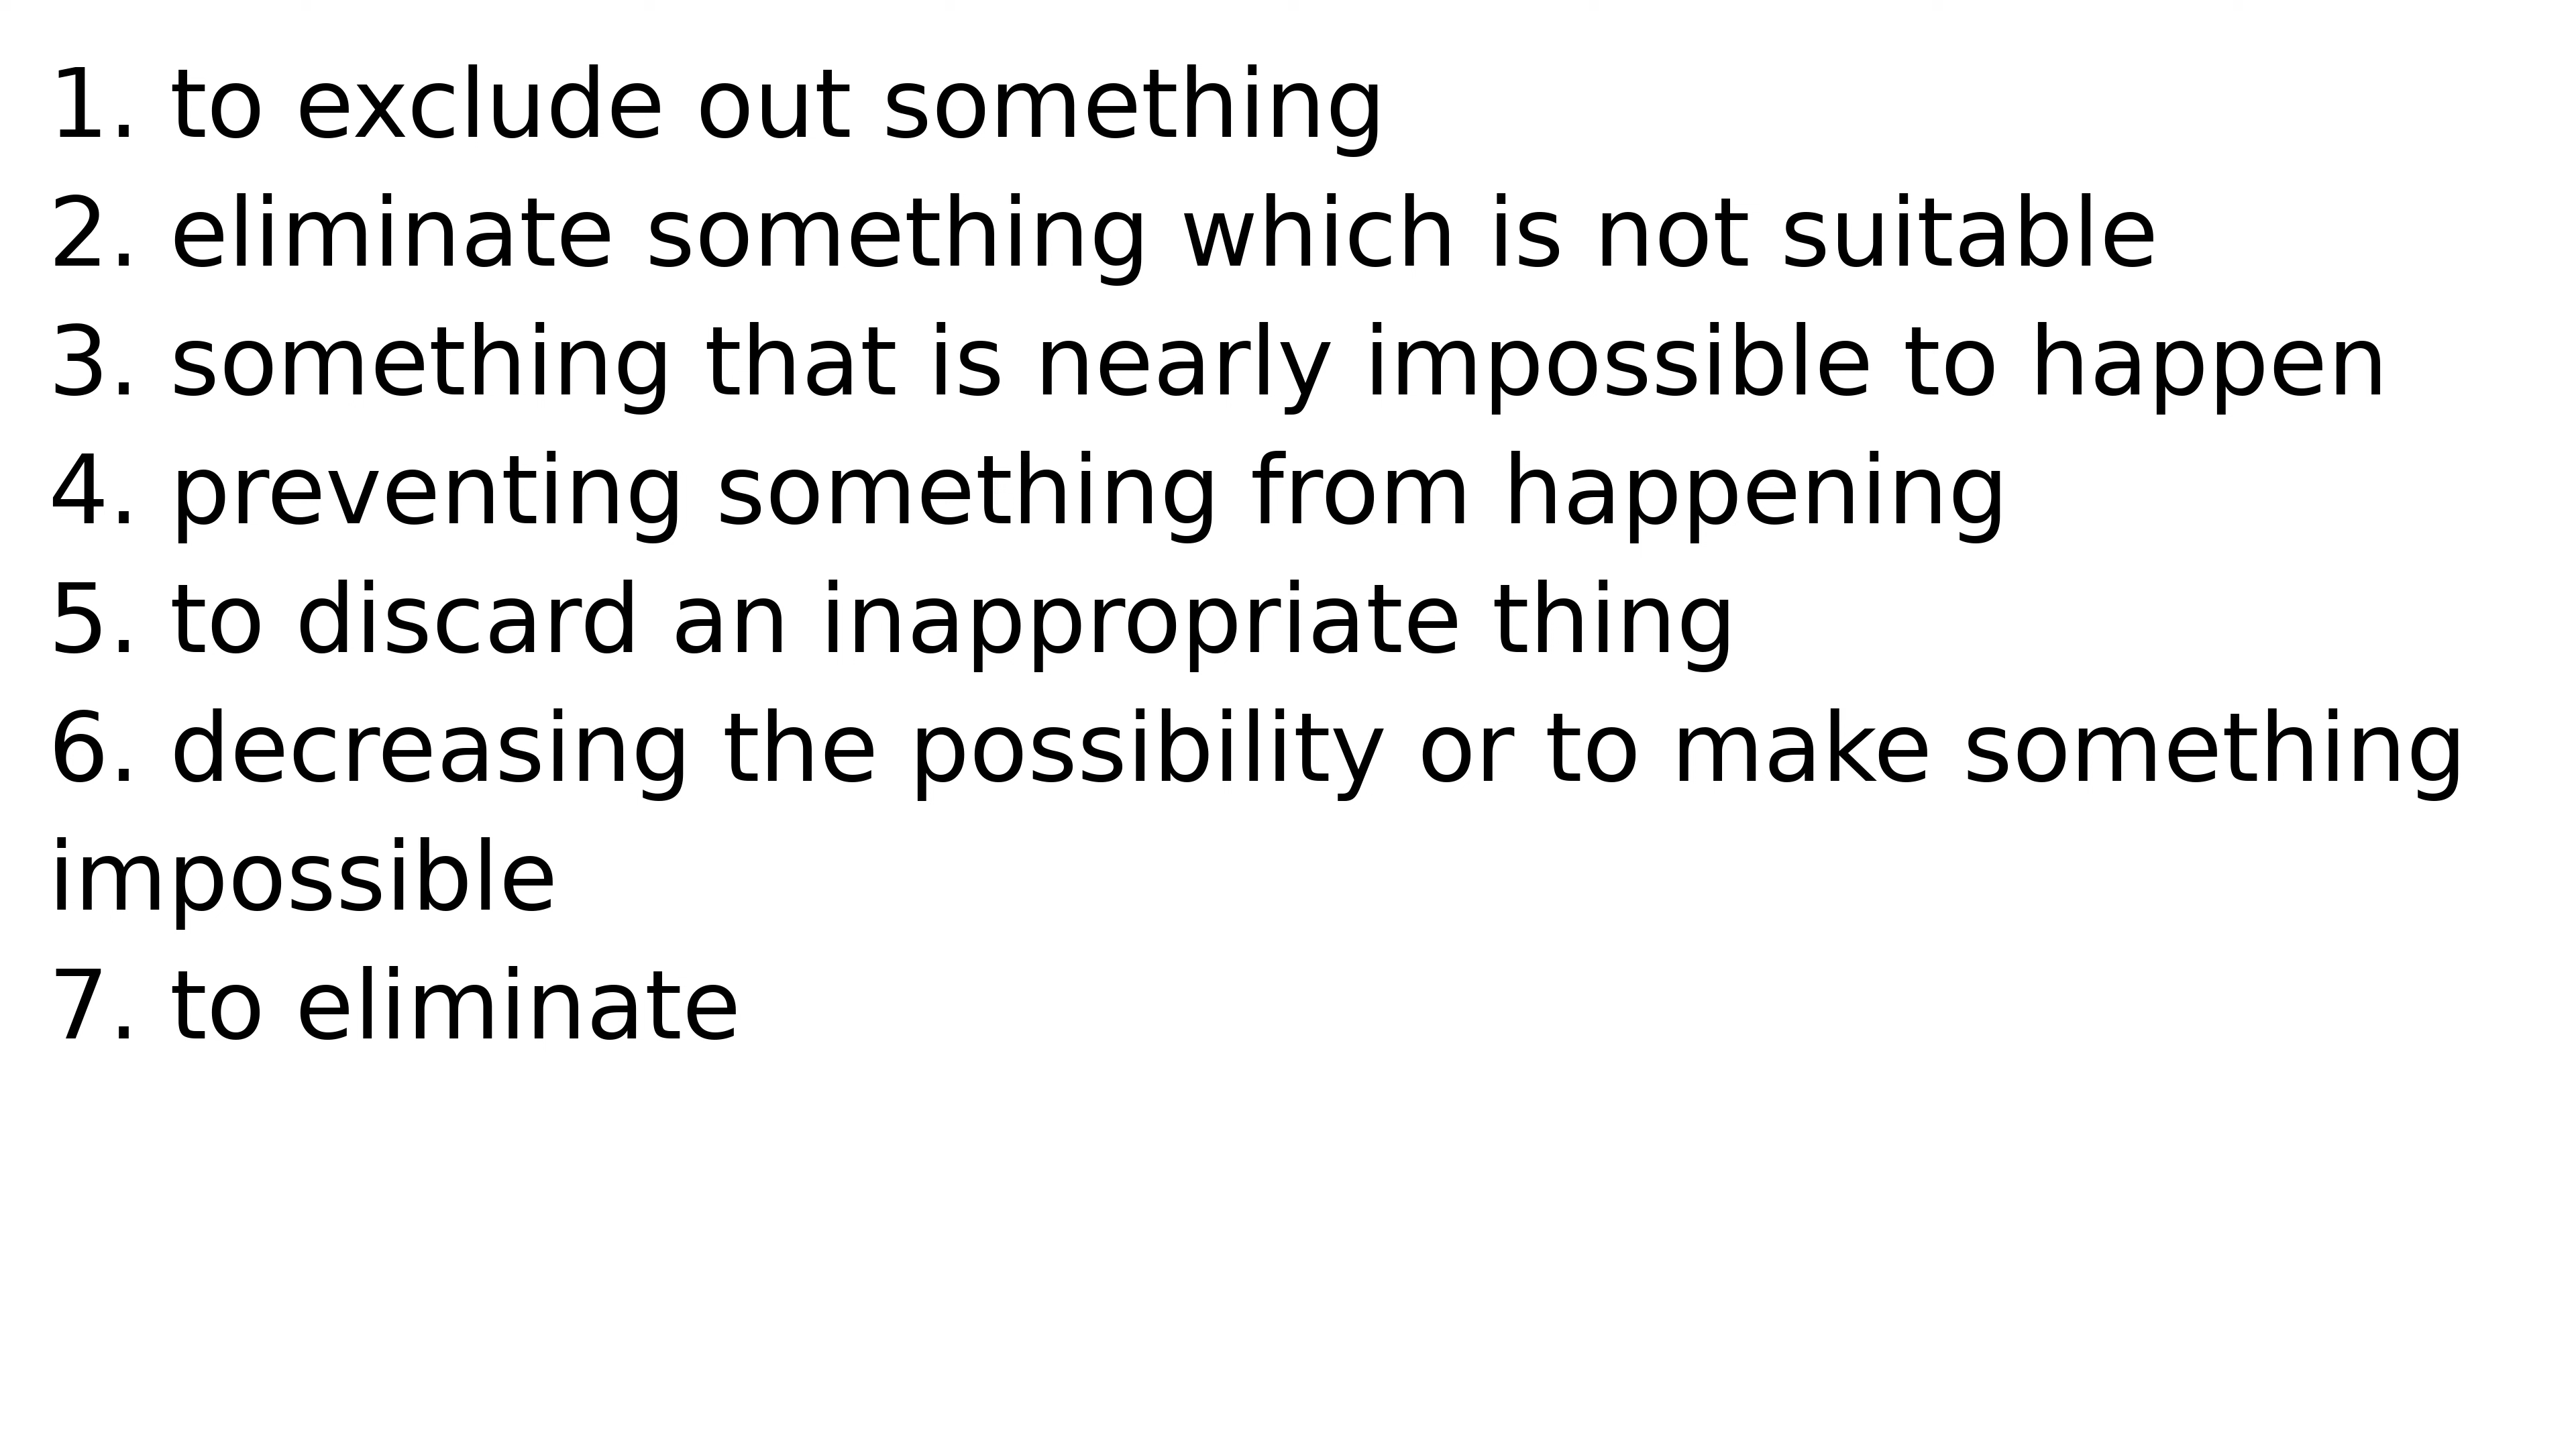 1. to exclude out something
2. eliminate something which is not suitable
3. something that is nearly impossible to happen
4. preventing something from happening
5. to discard an inappropriate thing
6. decreasing the possibility or to make something
impossible
7. to eliminate